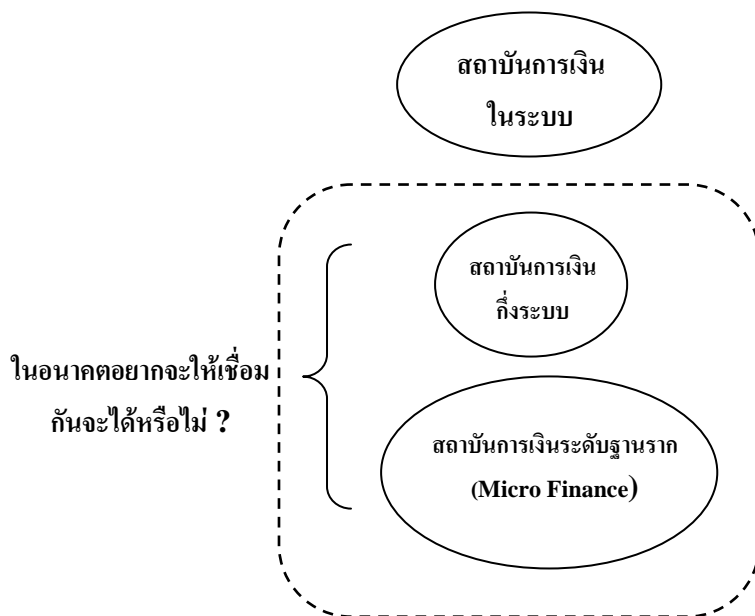 สถาบันการเงิน
ในระบบ
สถาบันการเงิน
กึ่งระบบ
ในอนาคตอยากจะให้เชื่อม
กันจะได้หรือไม่ ?
สถาบันการเงินระดับฐานราก
(Micro Finance)